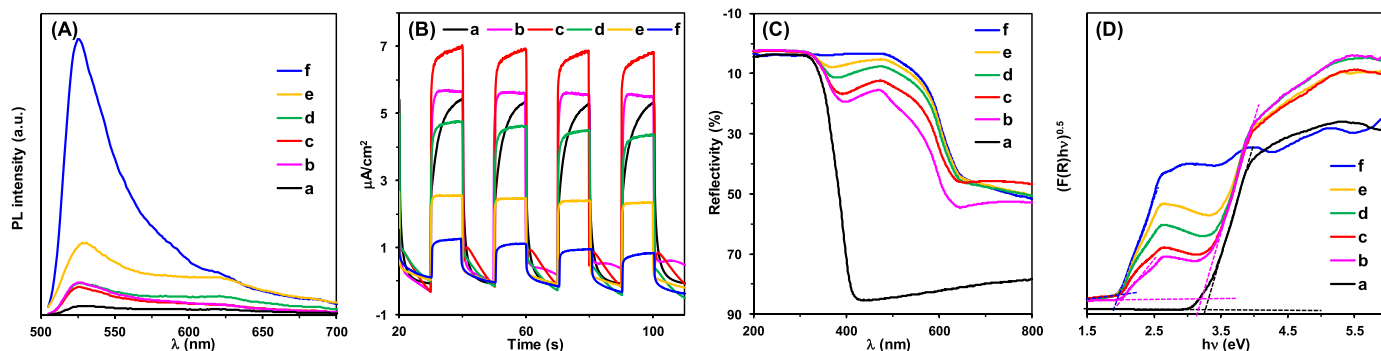 (A)
PL intensity (a.u.)
f
e
d
c
b
a
500
550
600
650
700
λ (nm)
(B)
a b c d e f
μA/cm²
7
5
3
1
-1
20
60
100
Time (s)
(C)
Reflectivity (%)
-10
10
30
50
70
90
f
e
d
c
b
a
200
400
600
800
λ (nm)
(D)
(F(R)hν)^0.5
f
e
d
c
b
a
1.5
2.5
3.5
4.5
5.5
hν (eV)